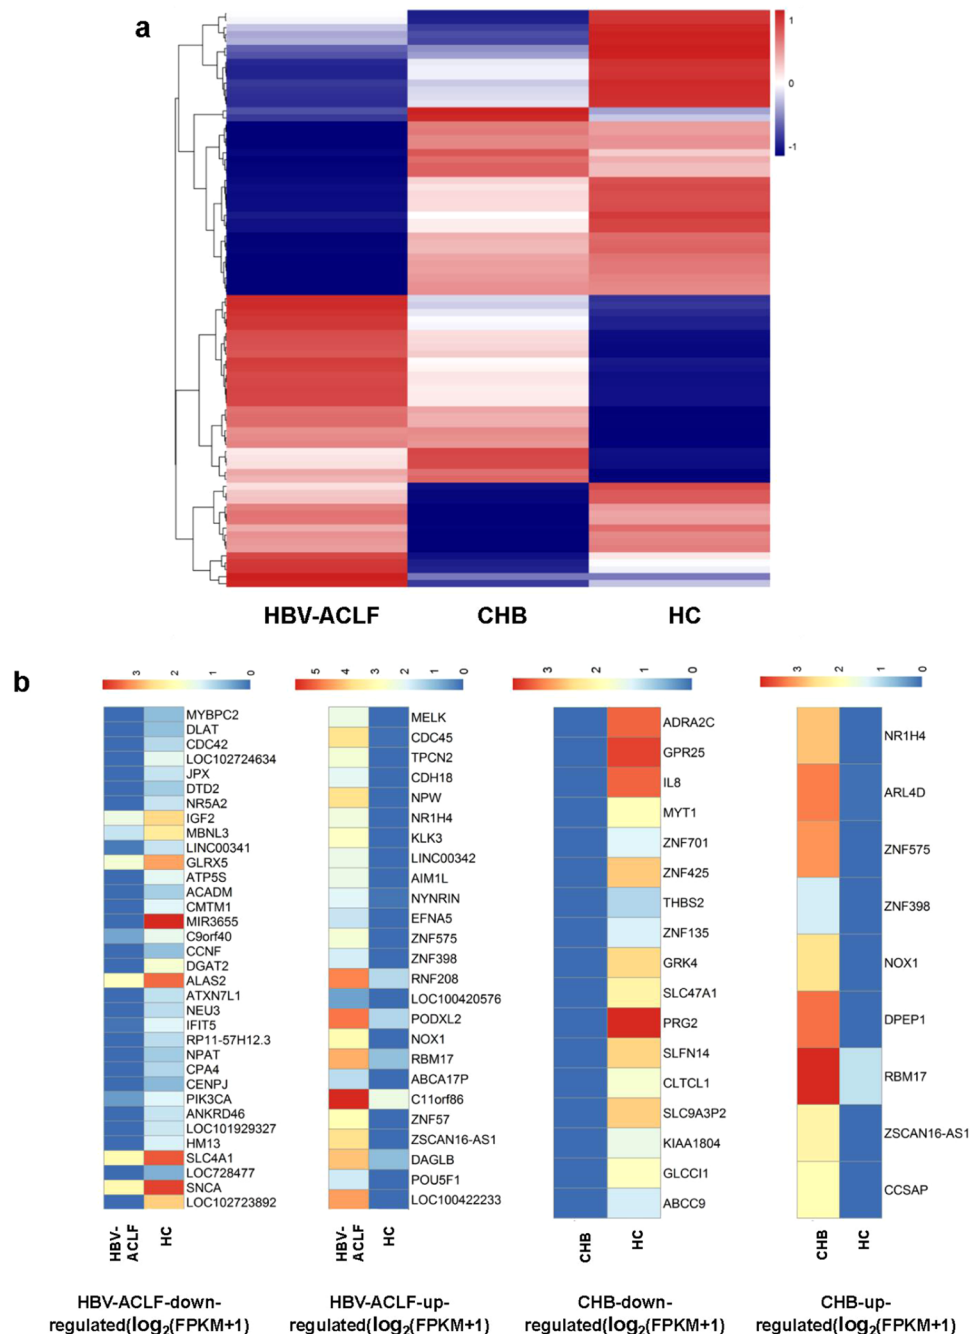 a
1
0
-1
HBV-ACLF CHB HC
b
3 2 1 0
5 4 3 2 1 0
3 2 1 0
3 2 1 0
MYBPC2
DLAT
CDC42
LOC102724634
JPX
DTD2
NR5A2
IGF2
MBNL3
LINC00341
GLRX5
ATP5S
ACADM
CMTM1
MIR3655
C9orf40
CCNF
DGAT2
ALAS2
ATXN7L1
NEU3
IFIT5
RP11-57H12.3
NPAT
CPA4
CENPJ
PIK3CA
ANKRD46
LOC101929327
HM13
SLC4A1
LOC728477
SNCA
LOC102723892
HBV-
ACLF
HC
HBV-ACLF-down-
regulated(log2(FPKM+1)
MELK
CDC45
TPCN2
CDH18
NPW
NR1H4
KLK3
LINC00342
AIM1L
NYNRIN
EFNA5
ZNF575
ZNF398
RNF208
LOC100420576
PODXL2
NOX1
RBM17
ABCA17P
C11orf86
ZNF57
ZSCAN16-AS1
DAGLB
POU5F1
LOC100422233
HBV-
ACLF
HC
HBV-ACLF-up-
regulated(log2(FPKM+1)
ADRA2C
GPR25
IL8
MYT1
ZNF701
ZNF425
THBS2
ZNF135
GRK4
SLC47A1
PRG2
SLFN14
CLTCL1
SLC9A3P2
KIAA1804
GLCCI1
ABCC9
CHB
HC
CHB-down-
regulated(log2(FPKM+1)
NR1H4
ARL4D
ZNF575
ZNF398
NOX1
DPEP1
RBM17
ZSCAN16-AS1
CCSAP
CHB
HC
CHB-up-
regulated(log2(FPKM+1)